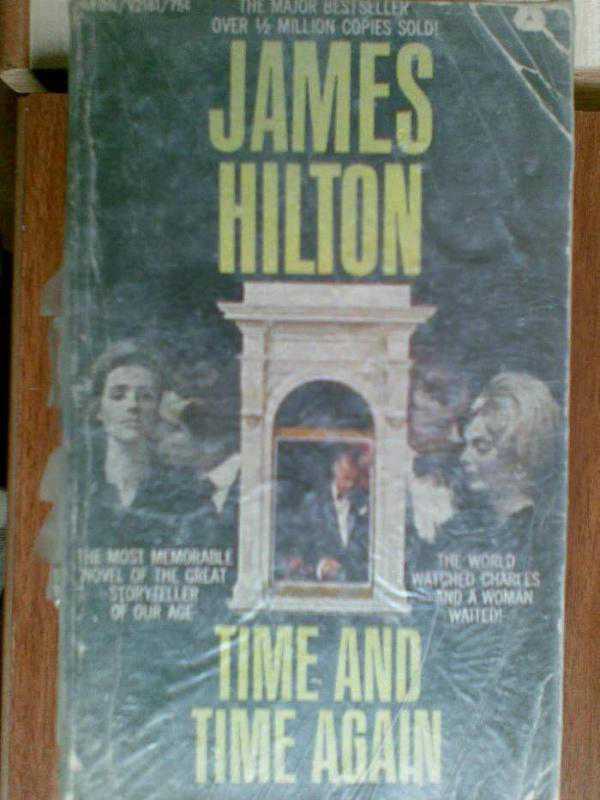 THE MAJOR BESTSELLER
OVER ½ MILLION COPIES SOLD!
JAMES
HILTON
THE MOST MEMORABLE
NOVEL OF THE GREAT
STORYTELLER
OF OUR AGE
THE WORLD
WATCHED CHARLES
AND A WOMAN
WAITED!
TIME AND
TIME AGAIN